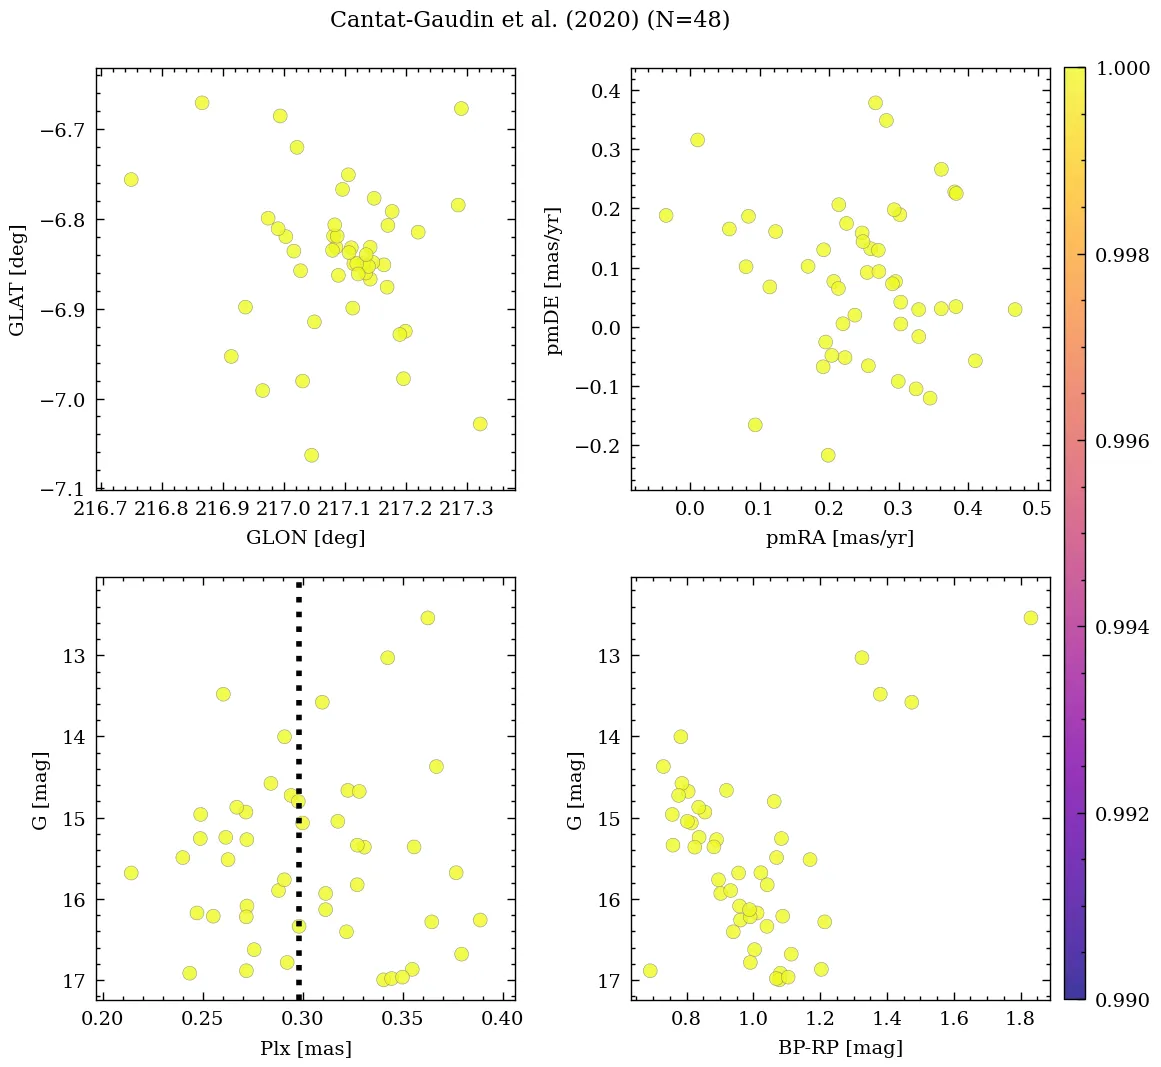 Cantat-Gaudin et al. (2020) (N=48)
−6.7
−6.8
−6.9
−7.0
−7.1
GLAT [deg]
216.7 216.8 216.9 217.0 217.1 217.2 217.3
GLON [deg]
0.4
0.3
0.2
0.1
0.0
−0.1
−0.2
pmDE [mas/yr]
0.0 0.1 0.2 0.3 0.4 0.5
pmRA [mas/yr]
13
14
15
16
17
G [mag]
0.20 0.25 0.30 0.35 0.40
Plx [mas]
13
14
15
16
17
G [mag]
0.8 1.0 1.2 1.4 1.6 1.8
BP-RP [mag]
1.000
0.998
0.996
0.994
0.992
0.990